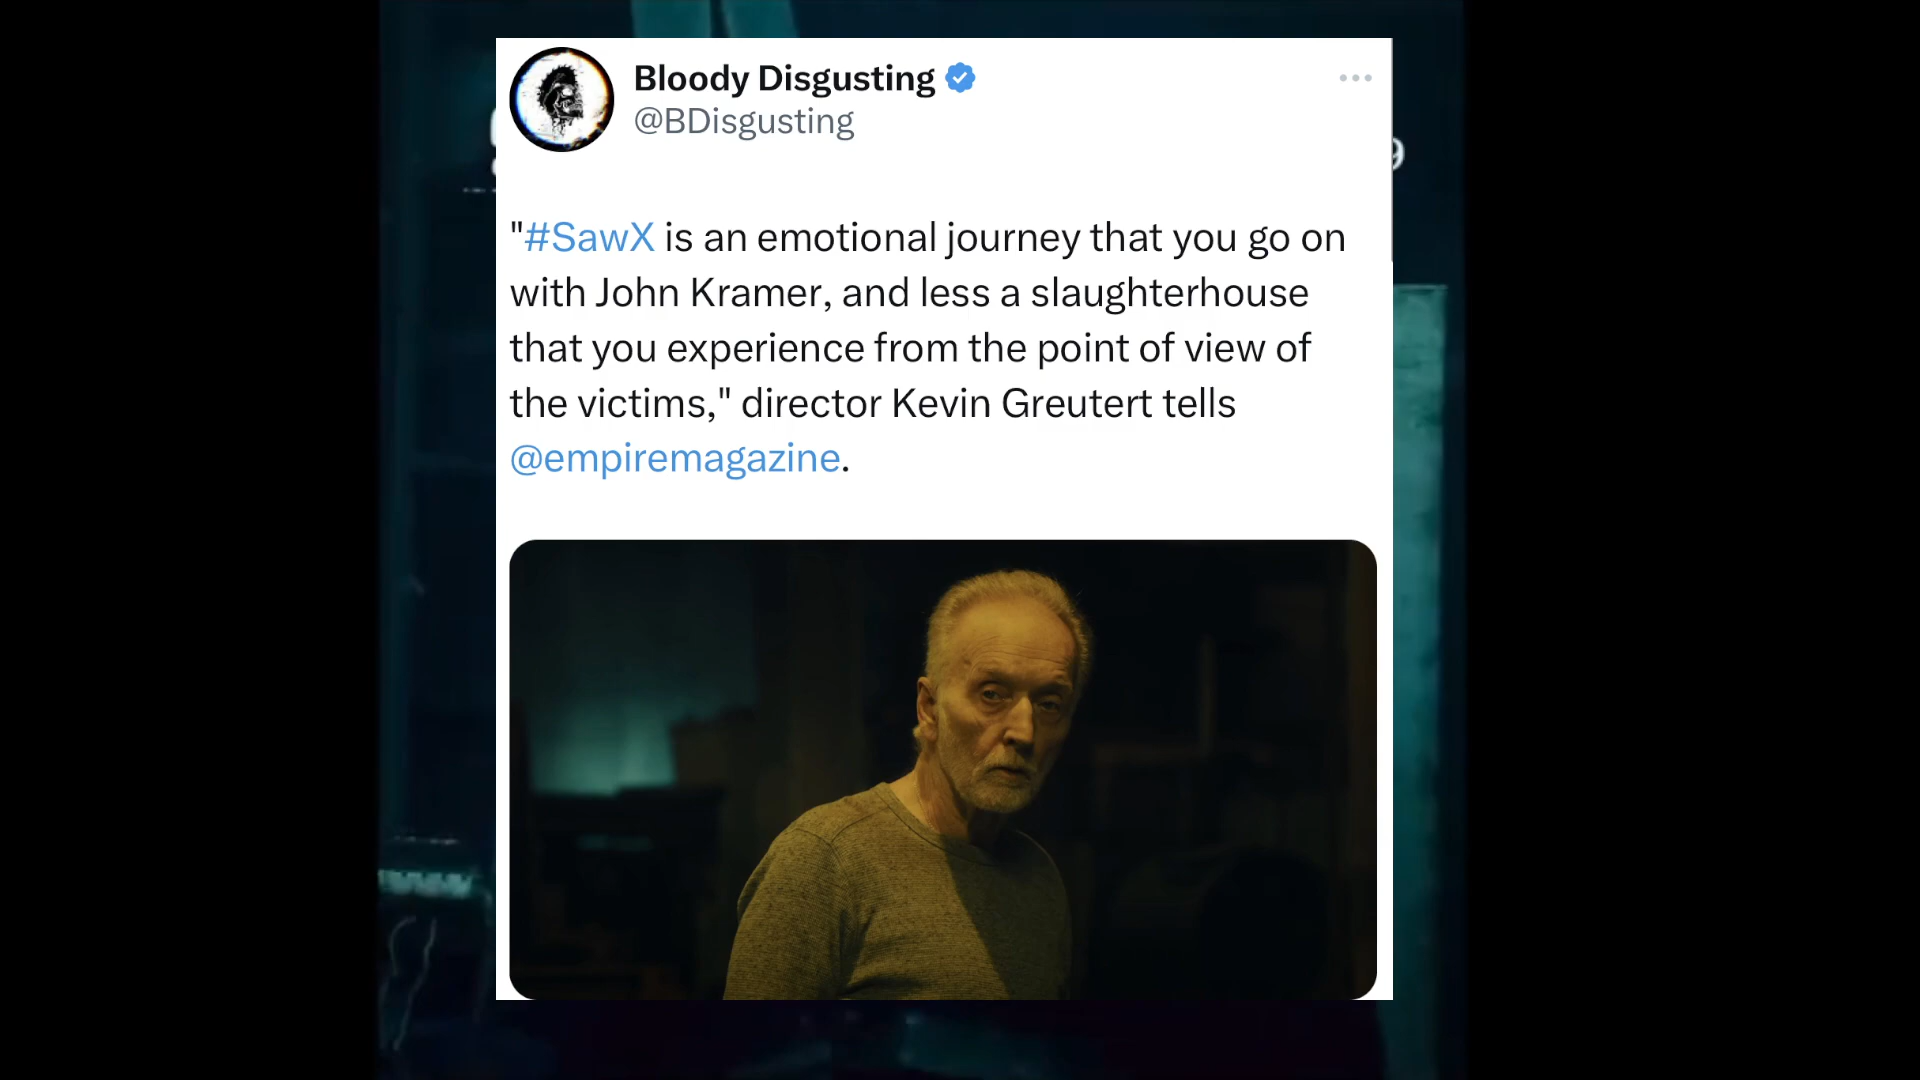 Bloody Disgusting
@BDisgusting
9
"#SawX is an emotional journey that you go on
with John Kramer, and less a slaughterhouse
that you experience from the point of view of
the victims," director Kevin Greutert tells
@empiremagazine.